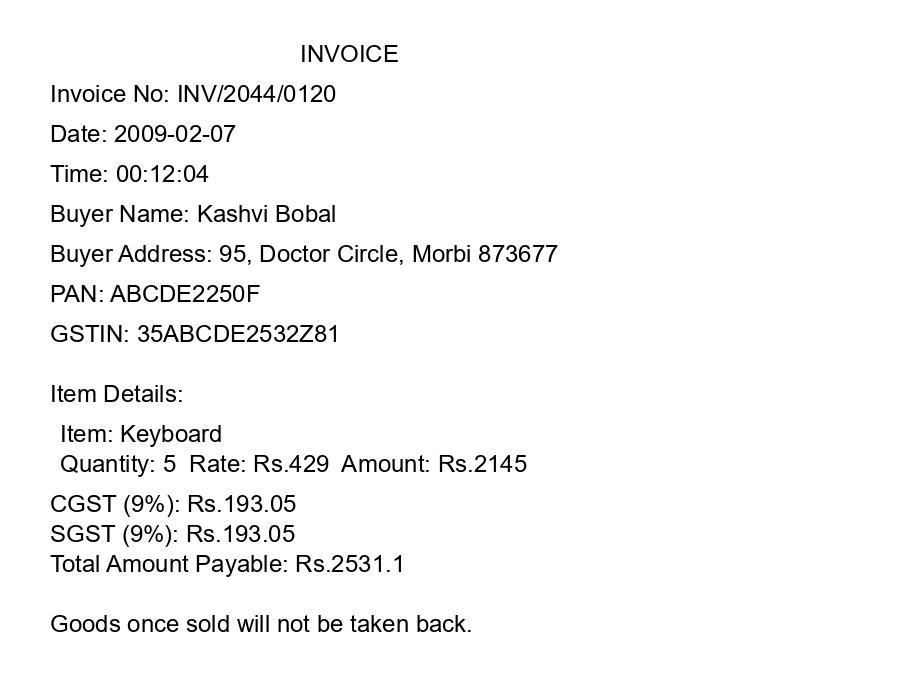 INVOICE
Invoice No: INV/2044/0120
Date: 2009-02-07
Time: 00:12:04
Buyer Name: Kashvi Bobal
Buyer Address: 95, Doctor Circle, Morbi 873677
PAN: ABCDE2250F
GSTIN: 35ABCDE2532Z81
Item Details:
Item: Keyboard
Quantity: 5  Rate: Rs.429  Amount: Rs.2145
CGST (9%): Rs.193.05
SGST (9%): Rs.193.05
Total Amount Payable: Rs.2531.1
Goods once sold will not be taken back.